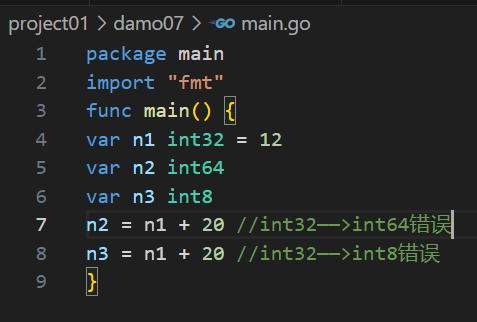 project01 > damo07 > main.go
1 package main
2 import "fmt"
3 func main() {
4 var n1 int32 = 12
5 var n2 int64
6 var n3 int8
7 n2 = n1 + 20 //int32——>int64错误
8 n3 = n1 + 20 //int32——>int8错误
9 }